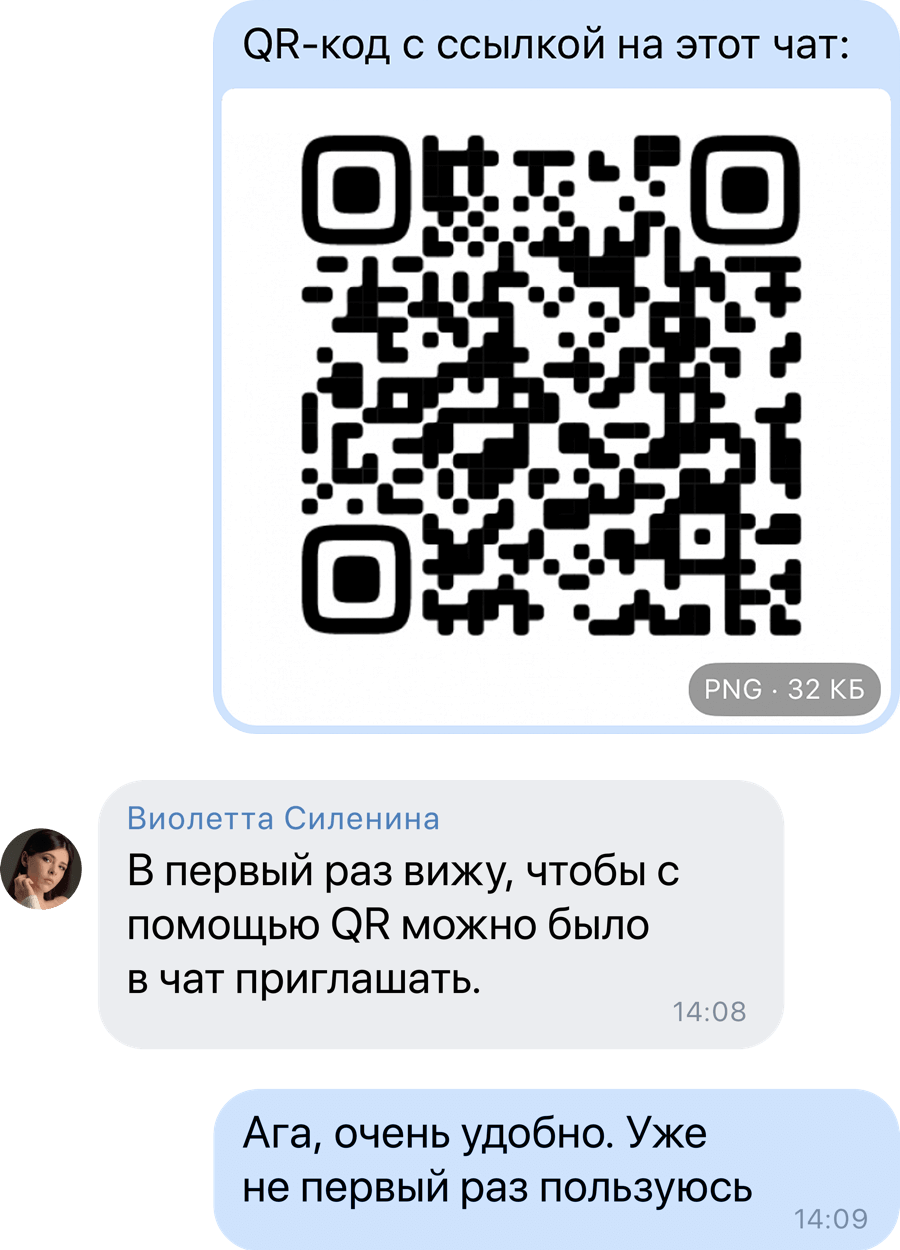 QR-код с ссылкой на этот чат:
PNG · 32 КБ
Виолетта Силенина
В первый раз вижу, чтобы с
помощью QR можно было
в чат приглашать.
14:08
Ага, очень удобно. Уже
не первый раз пользуюсь
14:09